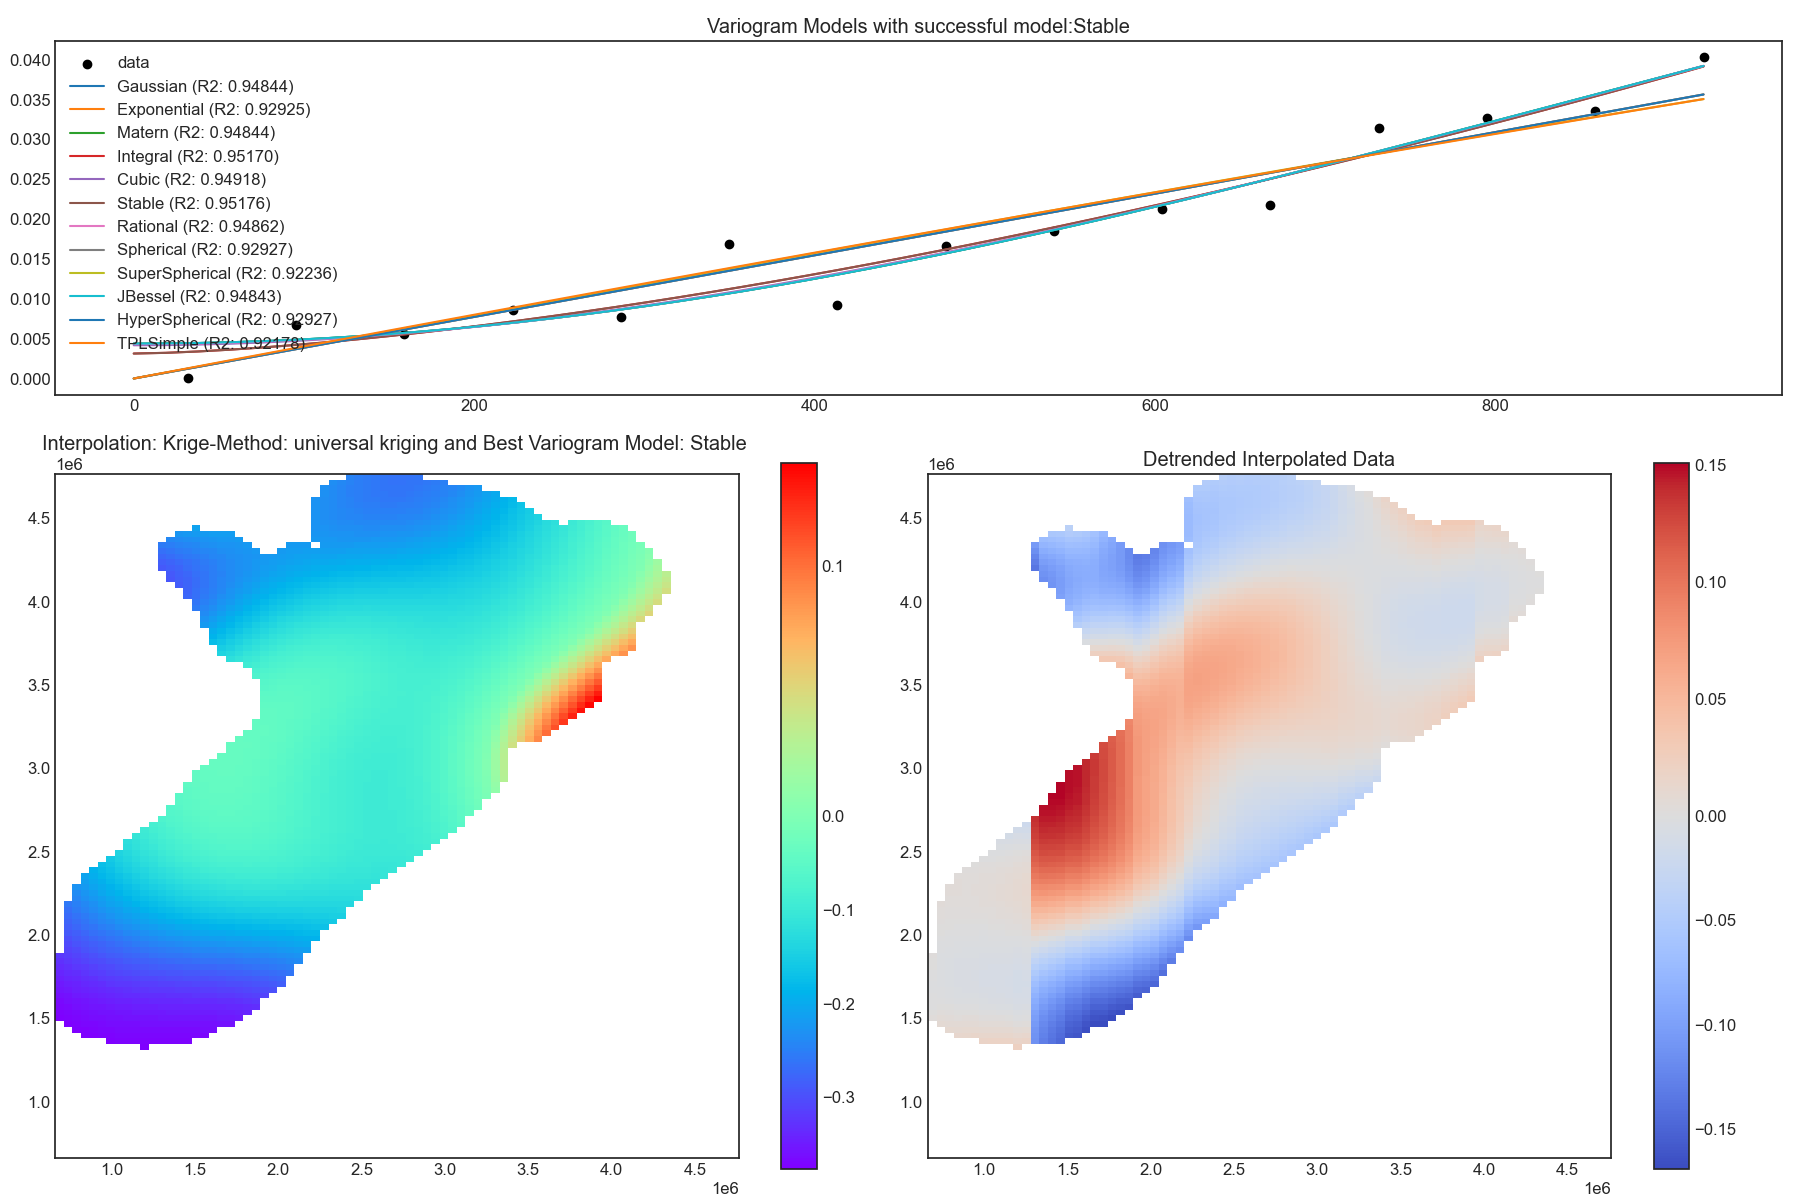 Variogram Models with successful model:Stable
0.040
0.035
0.030
0.025
0.020
0.015
0.010
0.005
0.000
data
Gaussian (R2: 0.94844)
Exponential (R2: 0.92925)
Matern (R2: 0.94844)
Integral (R2: 0.95170)
Cubic (R2: 0.94918)
Stable (R2: 0.95176)
Rational (R2: 0.94862)
Spherical (R2: 0.92927)
SuperSpherical (R2: 0.92236)
JBessel (R2: 0.94843)
HyperSpherical (R2: 0.92927)
TPLSimple (R2: 0.92178)
0 200 400 600 800
Interpolation: Krige-Method: universal kriging and Best Variogram Model: Stable
1e6
4.5
4.0
3.5
3.0
2.5
2.0
1.5
1.0
1.0 1.5 2.0 2.5 3.0 3.5 4.0 4.5
1e6
0.1
0.0
−0.1
−0.2
−0.3
Detrended Interpolated Data
1e6
4.5
4.0
3.5
3.0
2.5
2.0
1.5
1.0
1.0 1.5 2.0 2.5 3.0 3.5 4.0 4.5
1e6
0.15
0.10
0.05
0.00
−0.05
−0.10
−0.15